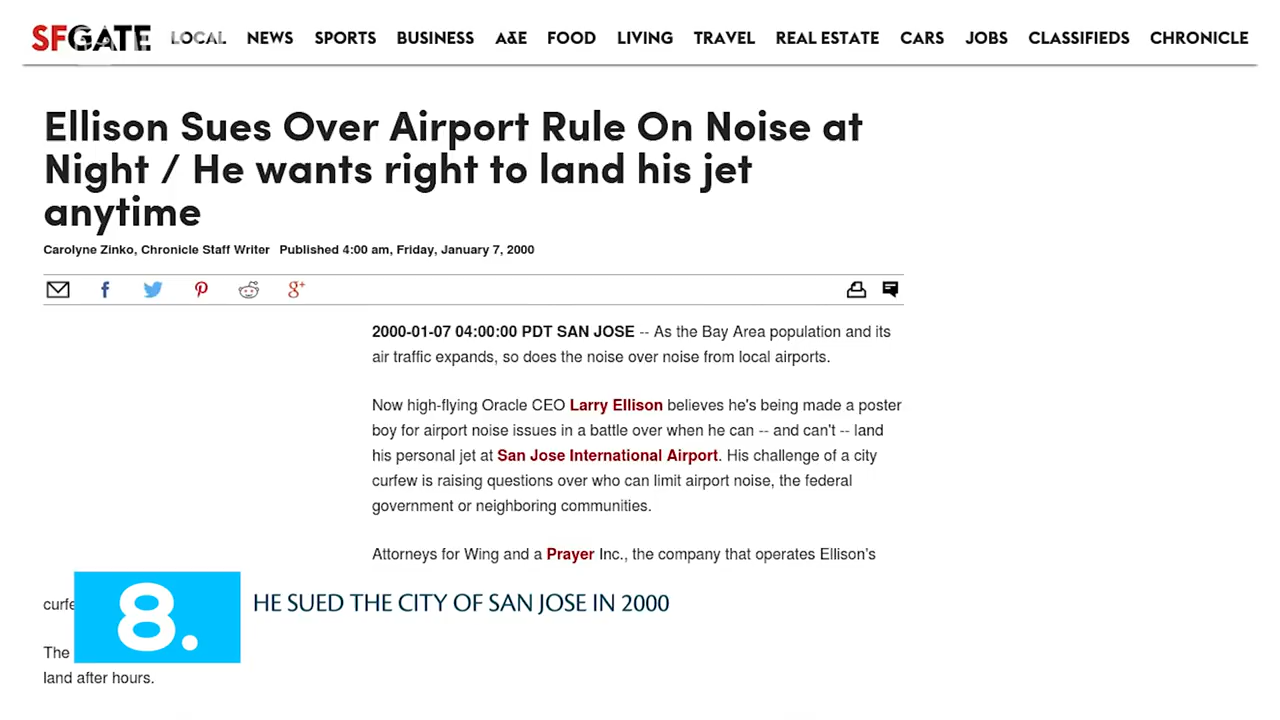 SFGATE LOCAL NEWS SPORTS BUSINESS A&E FOOD LIVING TRAVEL REAL ESTATE CARS JOBS CLASSIFIEDS CHRONICLE
Ellison Sues Over Airport Rule On Noise at
Night / He wants right to land his jet
anytime
Carolyne Zinko, Chronicle Staff Writer Published 4:00 am, Friday, January 7, 2000
2000-01-07 04:00:00 PDT SAN JOSE -- As the Bay Area population and its
air traffic expands, so does the noise over noise from local airports.
Now high-flying Oracle CEO Larry Ellison believes he's being made a poster
boy for airport noise issues in a battle over when he can -- and can't -- land
his personal jet at San Jose International Airport. His challenge of a city
curfew is raising questions over who can limit airport noise, the federal
government or neighboring communities.
Attorneys for Wing and a Prayer Inc., the company that operates Ellison's
8. HE SUED THE CITY OF SAN JOSE IN 2000
The
land after hours.